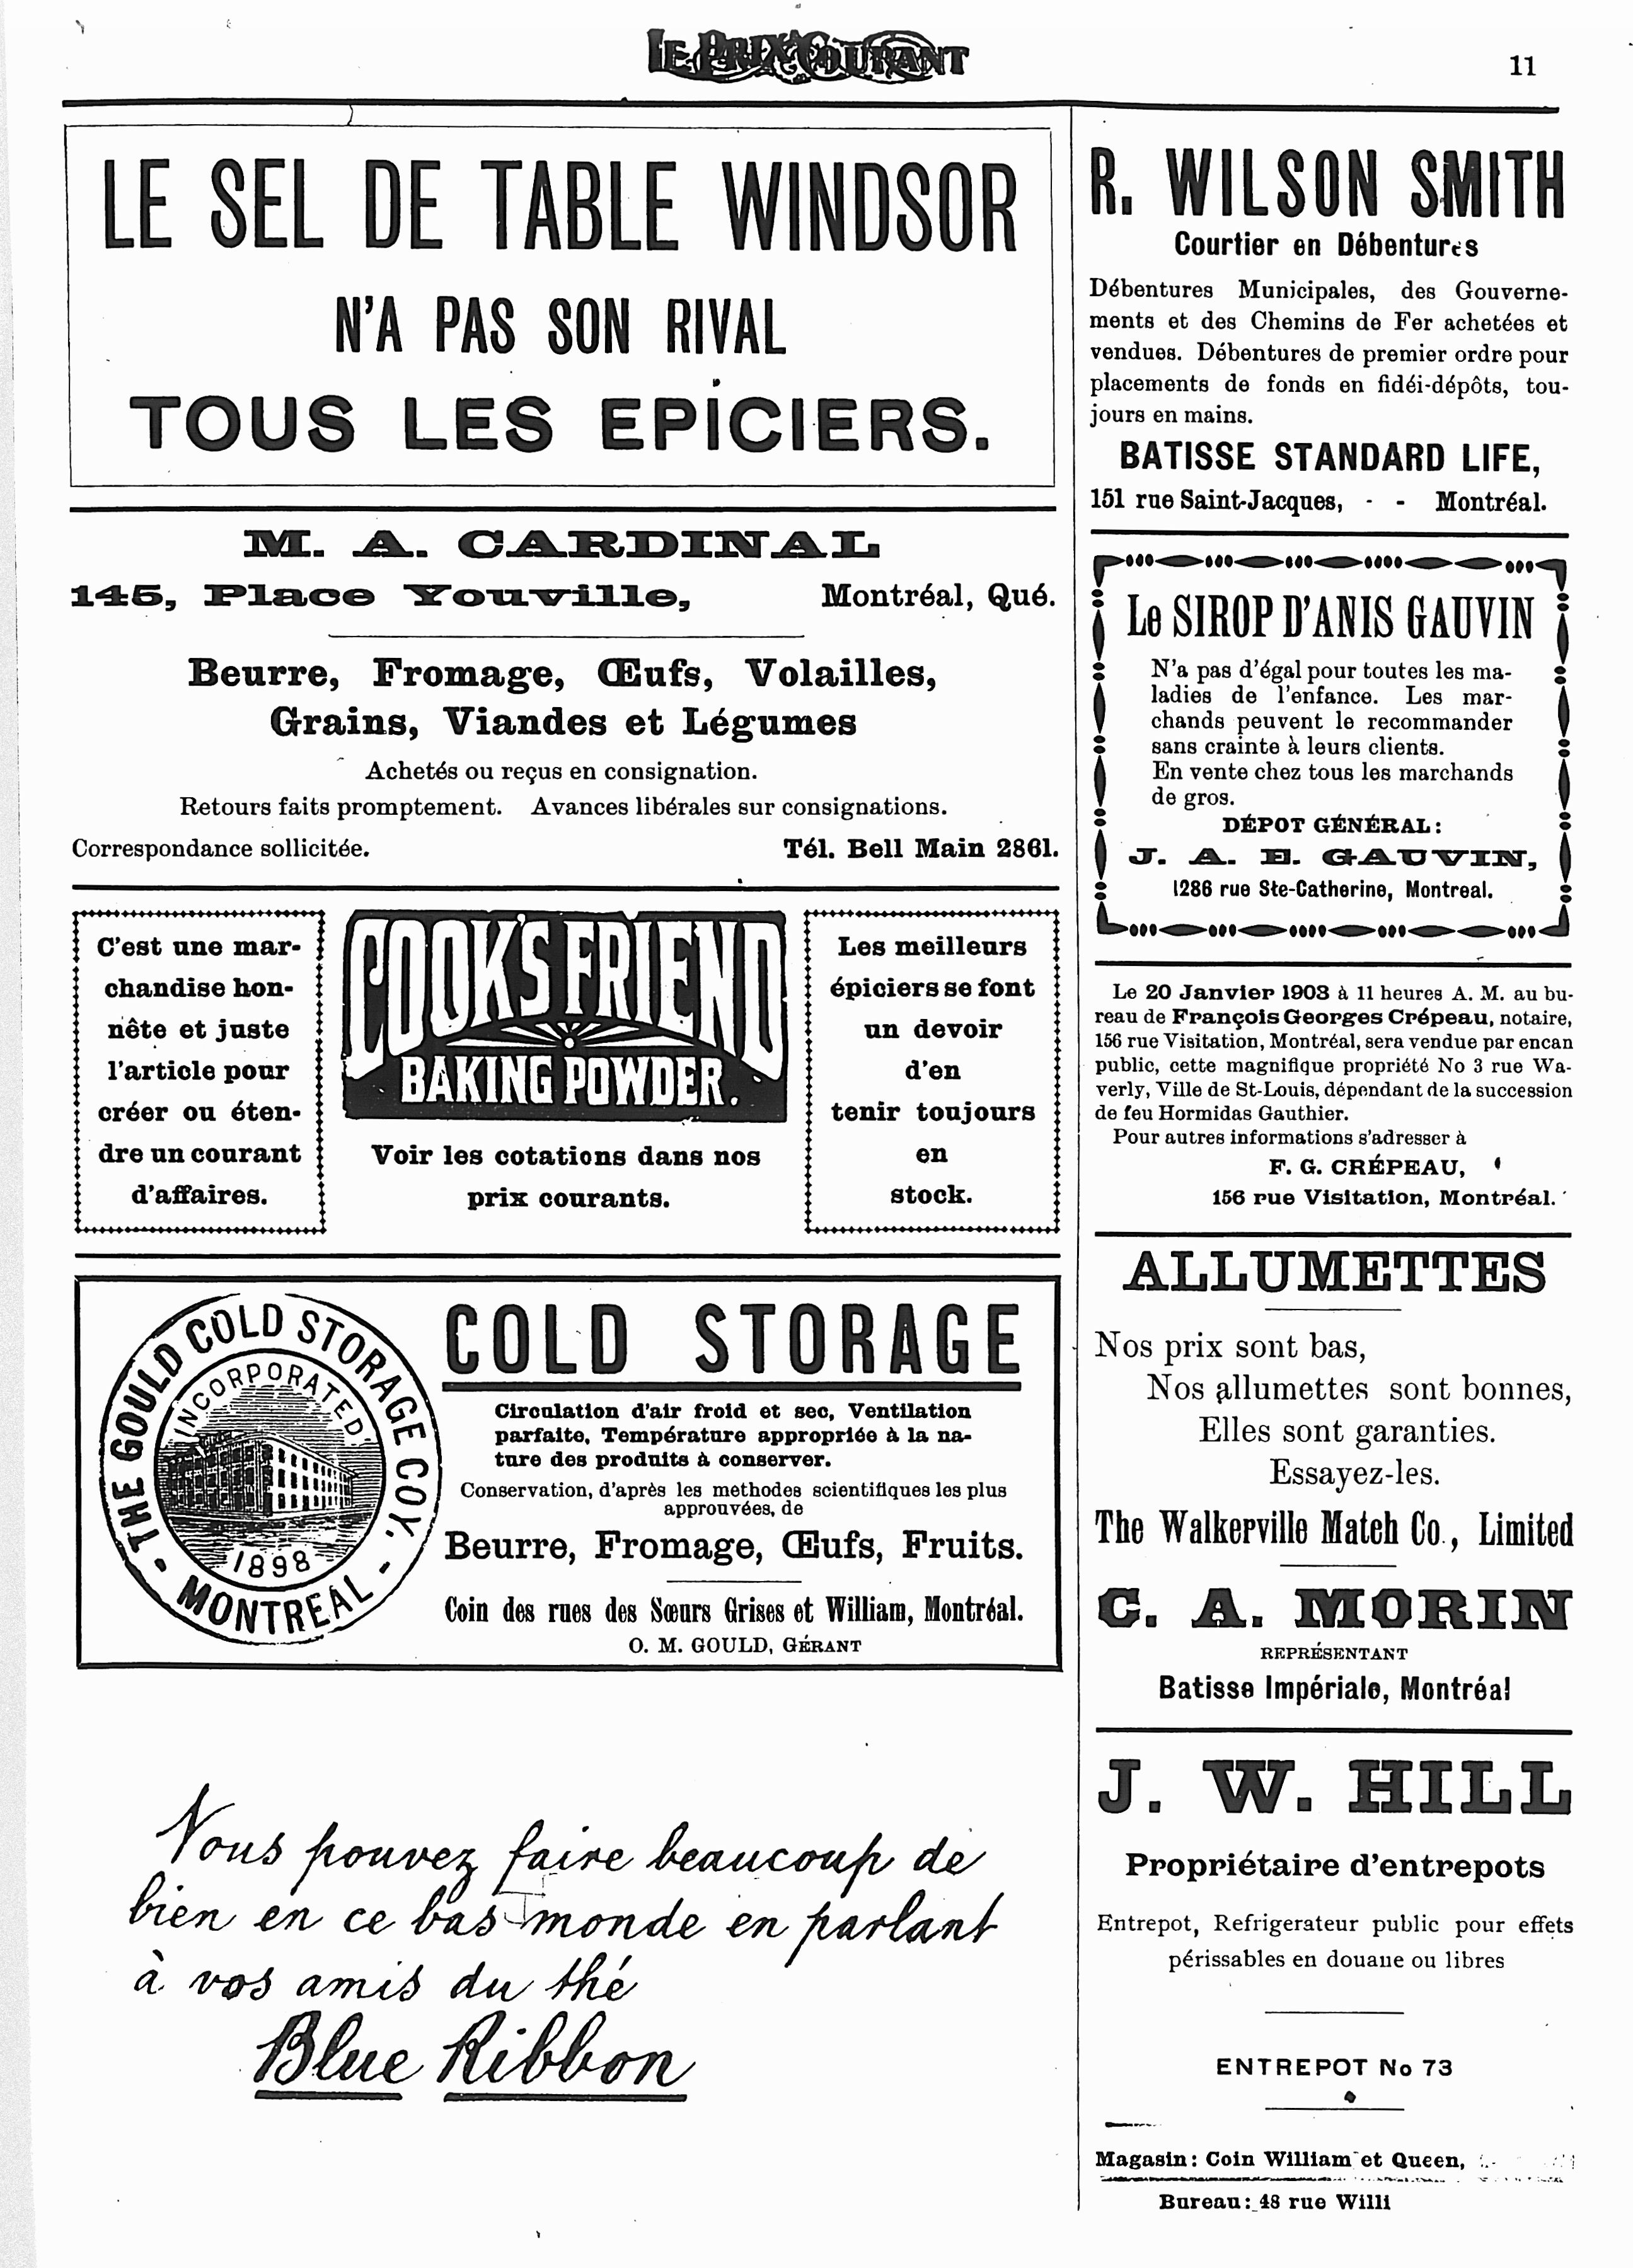 LE PRIX COURANT
11
LE SEL DE TABLE WINDSOR
N'A PAS SON RIVAL
TOUS LES EPICIERS.
M. A. CARDINAL
145, Place Youville, Montréal, Qué.
Beurre, Fromage, Œufs, Volailles,
Grains, Viandes et Légumes
Achetés ou reçus en consignation.
Retours faits promptement. Avances libérales sur consignations.
Correspondance sollicitée. Tél. Bell Main 2861.
C'est une mar-
chandise hon-
nête et juste
l'article pour
créer ou éten-
dre un courant
d'affaires.
COOK'S FRIEND
BAKING POWDER.
Voir les cotations dans nos
prix courants.
Les meilleurs
épiciers se font
un devoir
d'en
tenir toujours
en
stock.
THE GOULD COLD STORAGE COY.
- MONTREAL -
INCORPORATED
1898
COLD STORAGE
Circulation d'air froid et sec, Ventilation
parfaite, Température appropriée à la na-
ture des produits à conserver.
Conservation, d'après les methodes scientifiques les plus
approuvées, de
Beurre, Fromage, Œufs, Fruits.
Coin des rues des Sœurs Grises et William, Montréal.
O. M. GOULD, GÉRANT
Vous pouvez faire beaucoup de
bien en ce bas monde en parlant
à vos amis du thé
Blue Ribbon
R. WILSON SMITH
Courtier en Débentures
Débentures Municipales, des Gouverne-
ments et des Chemins de Fer achetées et
vendues. Débentures de premier ordre pour
placements de fonds en fidéi-dépôts, tou-
jours en mains.
BATISSE STANDARD LIFE,
151 rue Saint-Jacques, - - Montréal.
Le SIROP D'ANIS GAUVIN
N'a pas d'égal pour toutes les ma-
ladies de l'enfance. Les mar-
chands peuvent le recommander
sans crainte à leurs clients.
En vente chez tous les marchands
de gros.
DÉPOT GÉNÉRAL:
J. A. E. GAUVIN,
1286 rue Ste-Catherine, Montreal.
Le 20 Janvier 1903 à 11 heures A. M. au bu-
reau de François Georges Crépeau, notaire,
156 rue Visitation, Montréal, sera vendue par encan
public, cette magnifique propriété No 3 rue Wa-
verly, Ville de St-Louis, dépendant de la succession
de feu Hormidas Gauthier.
Pour autres informations s'adresser à
F. G. CRÉPEAU,
156 rue Visitation, Montréal.
ALLUMETTES
Nos prix sont bas,
Nos allumettes sont bonnes,
Elles sont garanties.
Essayez-les.
The Walkerville Match Co., Limited
C. A. MORIN
REPRÉSENTANT
Batisse Impériale, Montréal
J. W. HILL
Propriétaire d'entrepots
Entrepot, Refrigerateur public pour effets
périssables en douane ou libres
ENTREPOT No 73
Magasin: Coin William et Queen,
Bureau: 48 rue Willi